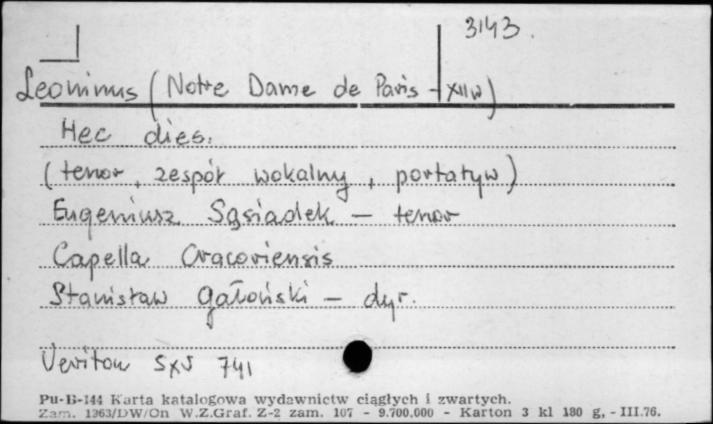 3143.
Leoninus (Notre Dame de Paris - XIIw)
Hec dies.
(tenor, zespół wokalny, portatyw)
Eugeniusz Sąsiadek - tenor
Capella Cracoviensis
Stanisław Gałoński - dyr.
Veriton SXV 741
Pu-B-144 Karta katalogowa wydawnictw ciągłych i zwartych.
Zam. 1363/DW/On W.Z.Graf. Z-2 zam. 107 - 9.700.000 - Karton 3 kl 180 g, - III.76.